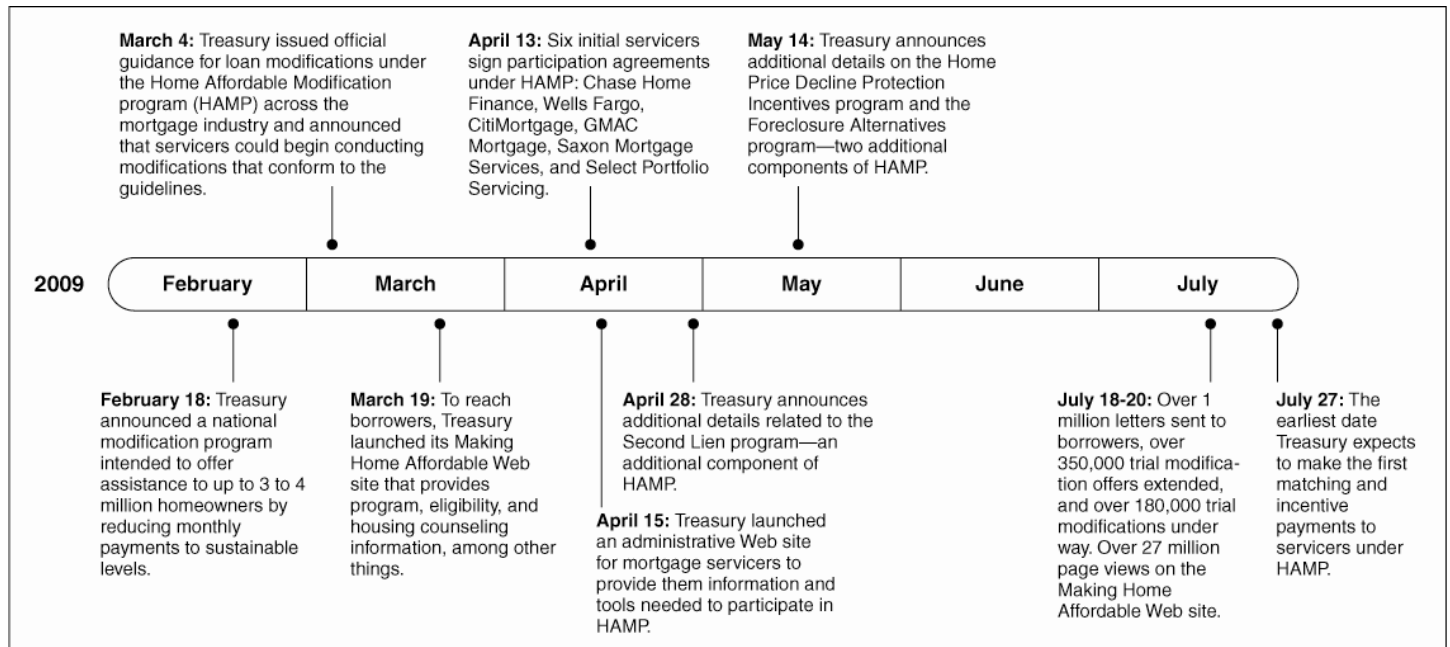 March 4: Treasury issued official
guidance for loan modifications under
the Home Affordable Modification
program (HAMP) across the
mortgage industry and announced
that servicers could begin conducting
modifications that conform to the
guidelines.
April 13: Six initial servicers
sign participation agreements
under HAMP: Chase Home
Finance, Wells Fargo,
CitiMortgage, GMAC
Mortgage, Saxon Mortgage
Services, and Select Portfolio
Servicing.
May 14: Treasury announces
additional details on the Home
Price Decline Protection
Incentives program and the
Foreclosure Alternatives
program—two additional
components of HAMP.
2009
February
March
April
May
June
July
February 18: Treasury
announced a national
modification program
intended to offer
assistance to up to 3 to 4
million homeowners by
reducing monthly
payments to sustainable
levels.
March 19: To reach
borrowers, Treasury
launched its Making
Home Affordable Web
site that provides
program, eligibility, and
housing counseling
information, among other
things.
April 28: Treasury announces
additional details related to the
Second Lien program—an
additional component of
HAMP.
April 15: Treasury launched
an administrative Web site
for mortgage servicers to
provide them information and
tools needed to participate in
HAMP.
July 18-20: Over 1
million letters sent to
borrowers, over
350,000 trial modifica-
tion offers extended,
and over 180,000 trial
modifications under
way. Over 27 million
page views on the
Making Home
Affordable Web site.
July 27: The
earliest date
Treasury expects
to make the first
matching and
incentive
payments to
servicers under
HAMP.